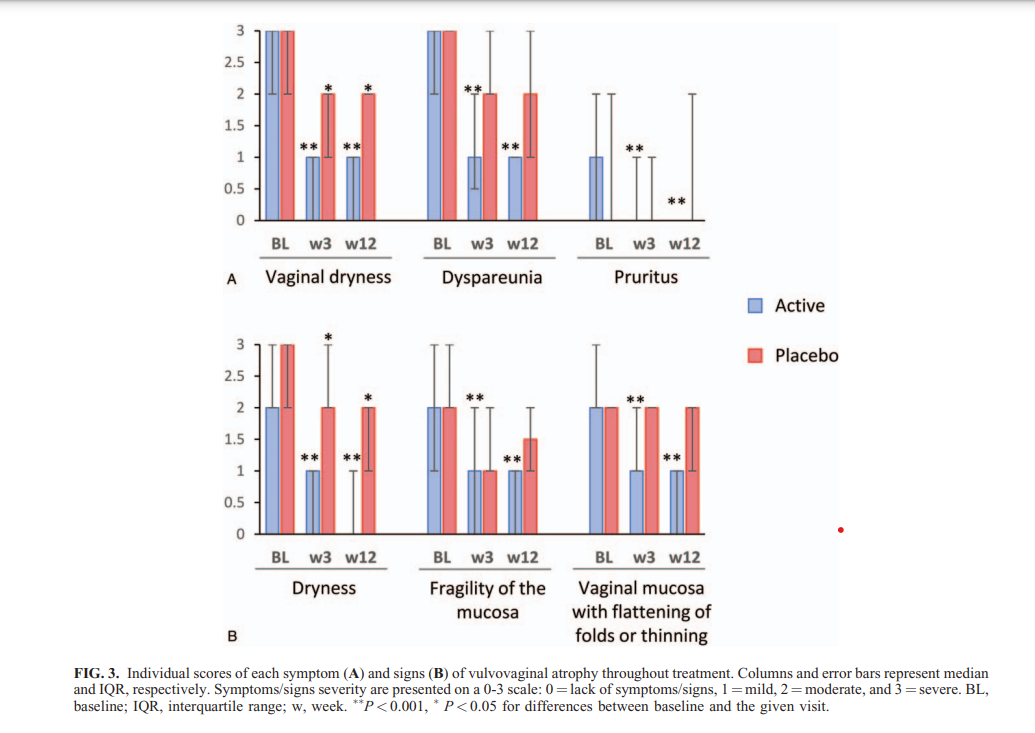 3
2.5
2
1.5
1
0.5
0
** * ** *
** **
** **
BL w3 w12 BL w3 w12 BL w3 w12
A Vaginal dryness Dyspareunia Pruritus
Active
Placebo
3
2.5
2
1.5
1
0.5
0
** * ** *
** **
** **
BL w3 w12 BL w3 w12 BL w3 w12
Dryness Fragility of the Vaginal mucosa
mucosa with flattening of
B folds or thinning
FIG. 3. Individual scores of each symptom (A) and signs (B) of vulvovaginal atrophy throughout treatment. Columns and error bars represent median
and IQR, respectively. Symptoms/signs severity are presented on a 0-3 scale: 0 = lack of symptoms/signs, 1 = mild, 2 = moderate, and 3 = severe. BL,
baseline; IQR, interquartile range; w, week. **P < 0.001, * P < 0.05 for differences between baseline and the given visit.